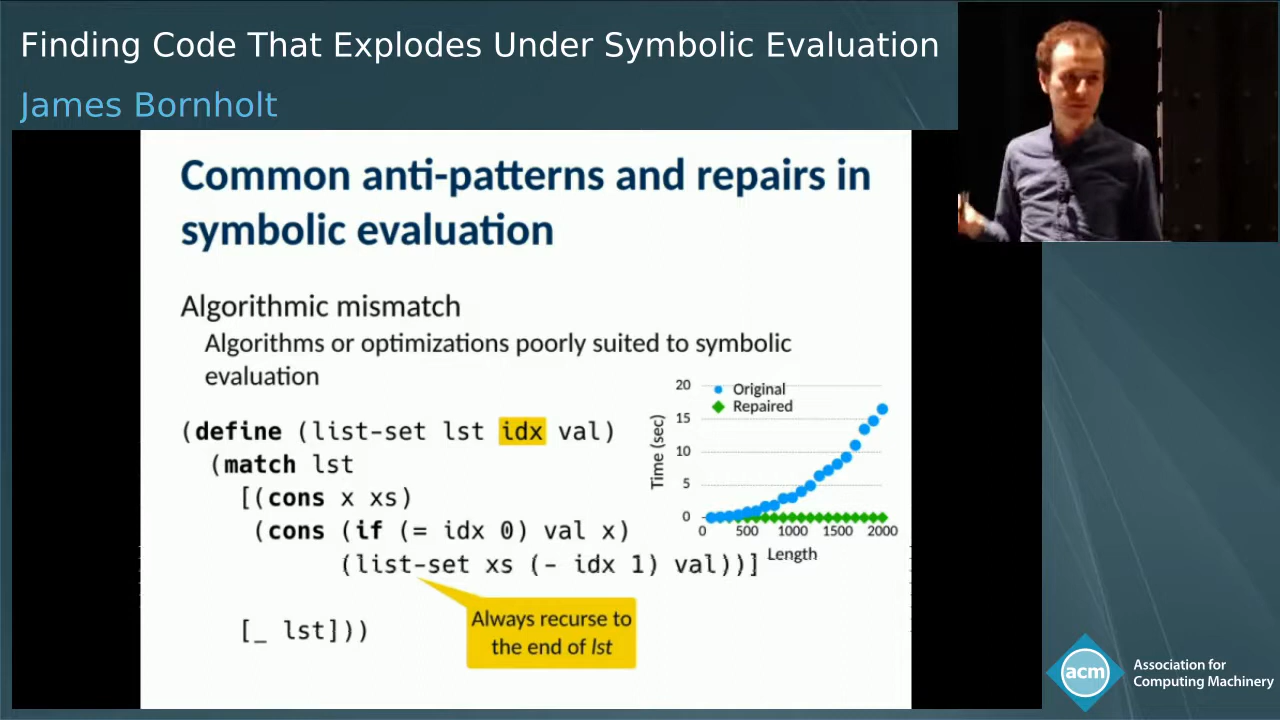 Finding Code That Explodes Under Symbolic Evaluation
James Bornholt
Common anti-patterns and repairs in
symbolic evaluation
Algorithmic mismatch
Algorithms or optimizations poorly suited to symbolic
evaluation
(define (list-set lst idx val)
(match lst
[(cons x xs)
(cons (if (= idx 0) val x)
(list-set xs (- idx 1) val))]
[_ lst]))
Always recurse to
the end of lst
Original
Repaired
Time (sec)
20
15
10
5
0
0 500 1000 1500 2000
Length
acm
Association for
Computing Machinery